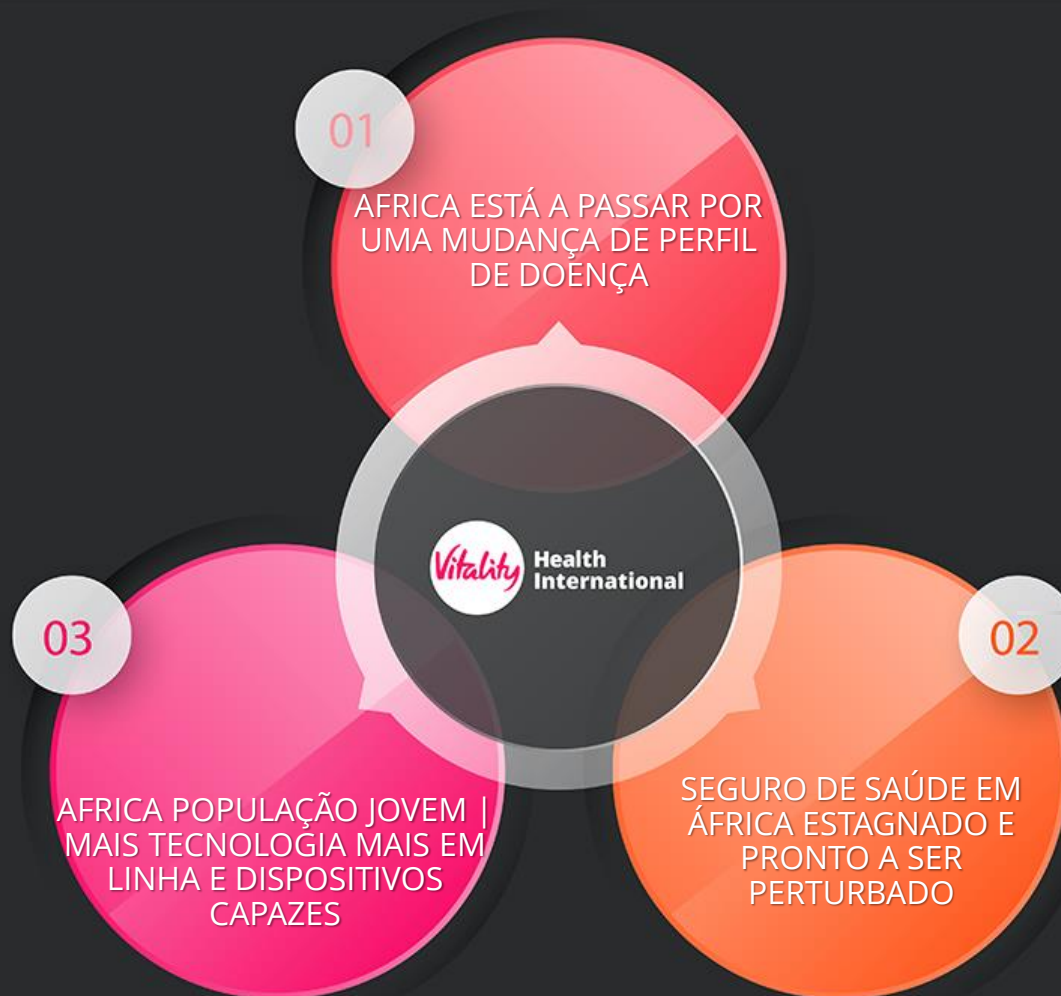 01
AFRICA ESTÁ A PASSAR POR
UMA MUDANÇA DE PERFIL
DE DOENÇA
Vitality Health
International
03
02
AFRICA POPULAÇÃO JOVEM |
MAIS TECNOLOGIA MAIS EM
LINHA E DISPOSITIVOS
CAPAZES
SEGURO DE SAÚDE EM
ÁFRICA ESTAGNADO E
PRONTO A SER
PERTURBADO